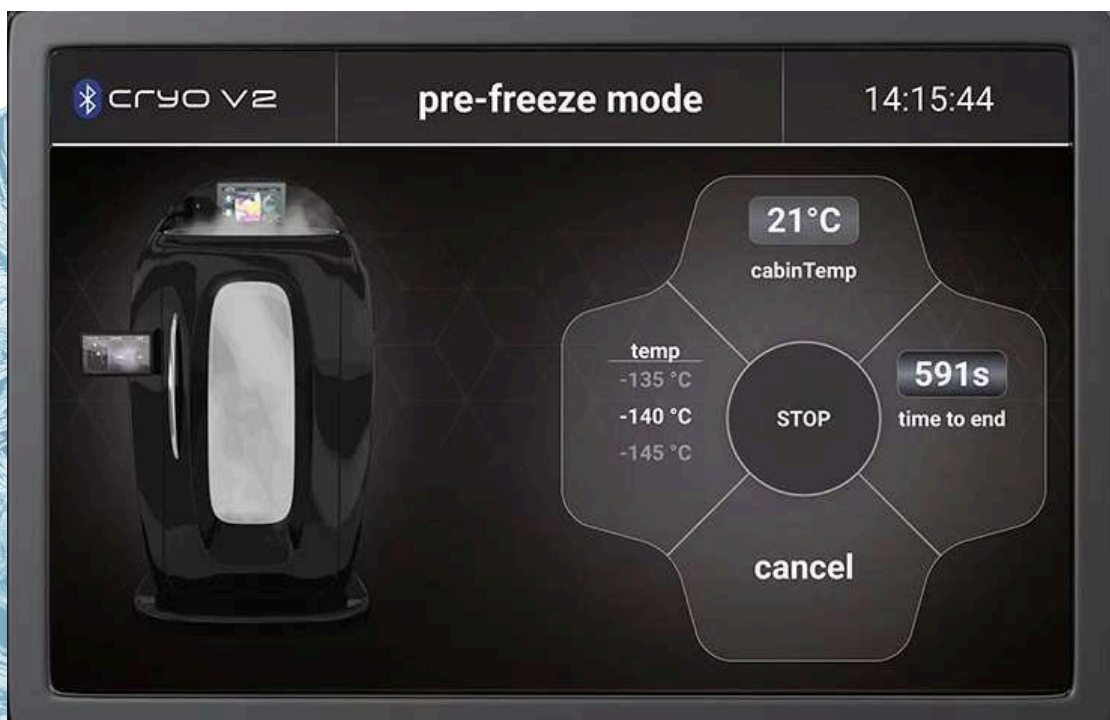 cryo v2
pre-freeze mode
14:15:44
21°C
cabinTemp
temp
-135 °C
-140 °C
-145 °C
STOP
591s
time to end
cancel